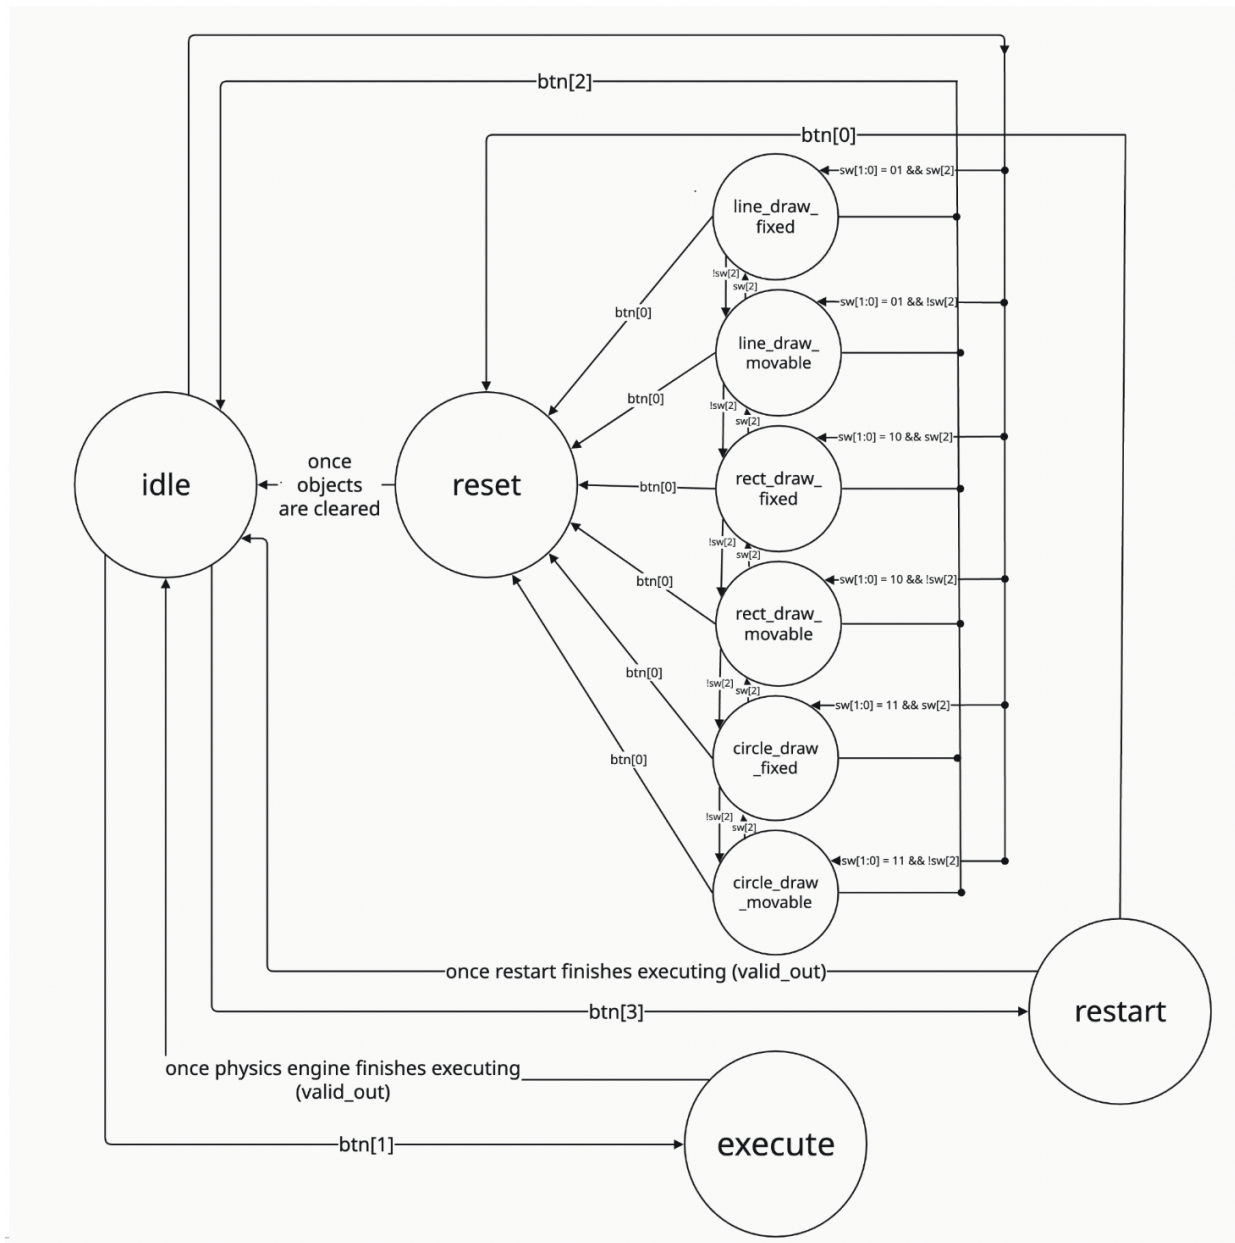 btn[2]
btn[0]
sw[1:0] = 01 && sw[2]
line_draw_
fixed
!sw[2]
sw[2]
btn[0]
sw[1:0] = 01 && !sw[2]
line_draw_
movable
btn[0]
!sw[2]
sw[2]
sw[1:0] = 10 && sw[2]
idle
once
objects
are cleared
reset
btn[0]
rect_draw_
fixed
!sw[2]
sw[2]
sw[1:0] = 10 && !sw[2]
btn[0]
rect_draw_
movable
btn[0]
!sw[2]
sw[2]
sw[1:0] = 11 && sw[2]
btn[0]
circle_draw
_fixed
!sw[2]
sw[2]
sw[1:0] = 11 && !sw[2]
circle_draw
_movable
once restart finishes executing (valid_out)
btn[3]
restart
once physics engine finishes executing
(valid_out)
btn[1]
execute